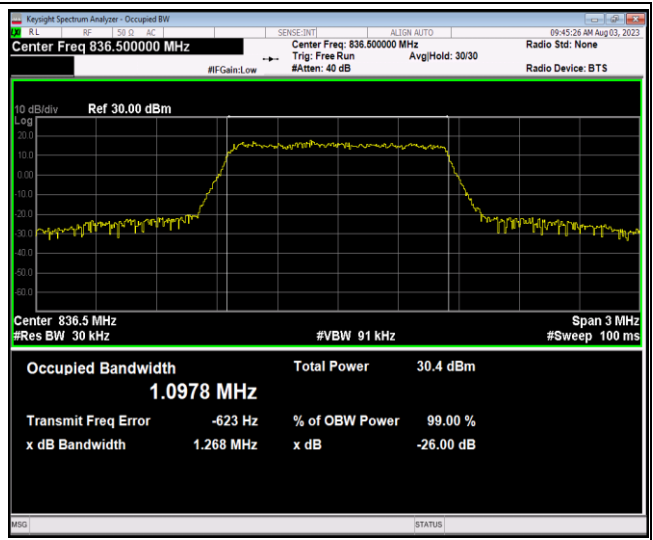 Keysight Spectrum Analyzer - Occupied BW
LXI RL RF 50 Ω AC SENSE:INT ALIGN AUTO 09:45:26 AM Aug 03, 2023
Center Freq 836.500000 MHz Center Freq: 836.500000 MHz Radio Std: None
Trig: Free Run Avg|Hold: 30/30
#IFGain:Low #Atten: 40 dB Radio Device: BTS
10 dB/div Ref 30.00 dBm
Log
20.0
10.0
0.00
-10.0
-20.0
-30.0
-40.0
-50.0
-60.0
Center 836.5 MHz Span 3 MHz
#Res BW 30 kHz #VBW 91 kHz #Sweep 100 ms
Occupied Bandwidth Total Power 30.4 dBm
1.0978 MHz
Transmit Freq Error -623 Hz % of OBW Power 99.00 %
x dB Bandwidth 1.268 MHz x dB -26.00 dB
MSG STATUS